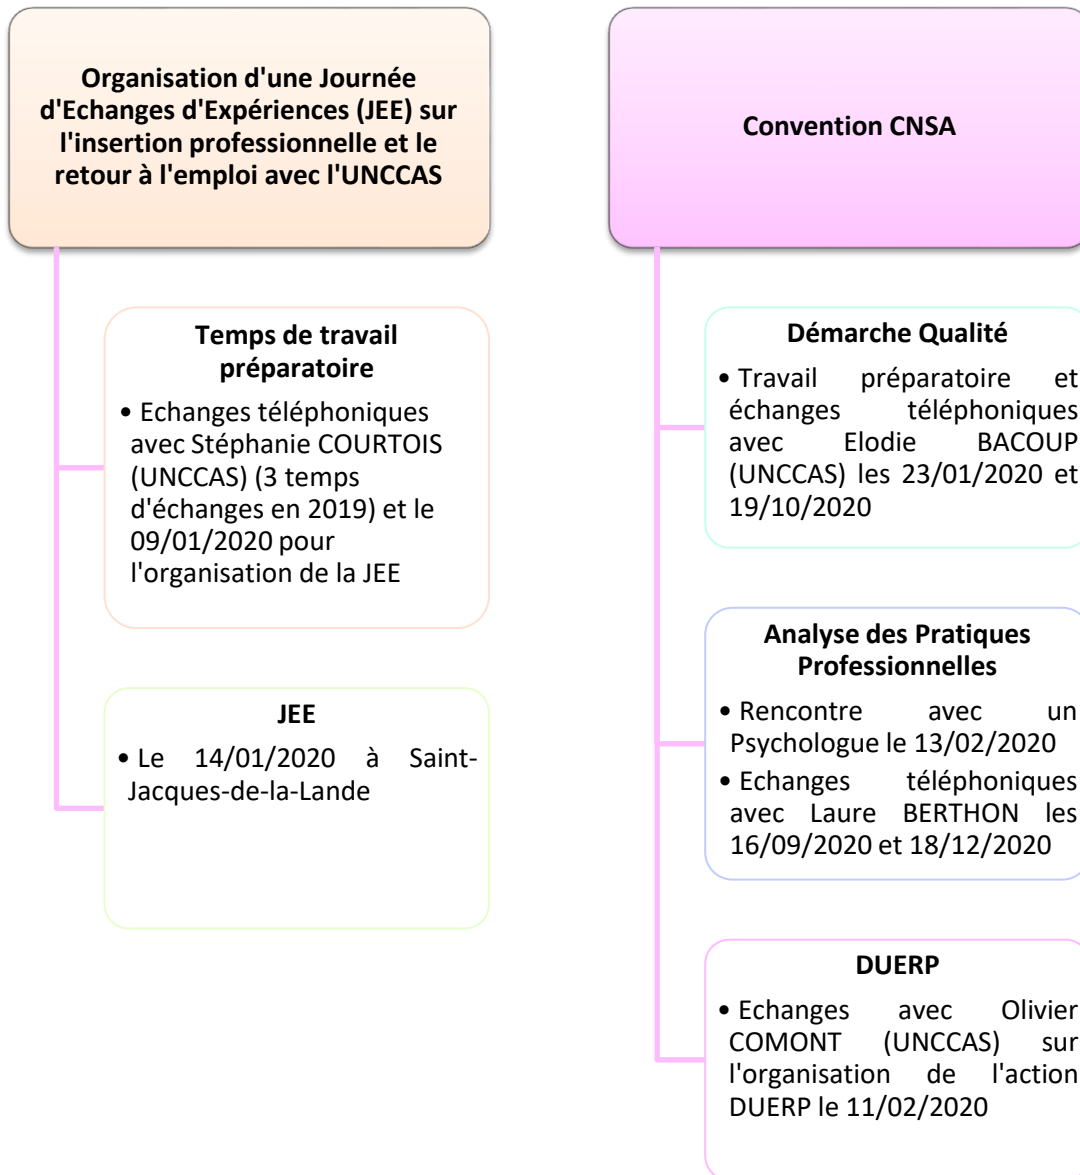 Organisation d'une Journée
d'Echanges d'Expériences (JEE) sur
l'insertion professionnelle et le
retour à l'emploi avec l'UNCCAS
Temps de travail
préparatoire
• Echanges téléphoniques
avec Stéphanie COURTOIS
(UNCCAS) (3 temps
d'échanges en 2019) et le
09/01/2020 pour
l'organisation de la JEE
JEE
• Le 14/01/2020 à Saint-
Jacques-de-la-Lande
Convention CNSA
Démarche Qualité
• Travail préparatoire et
échanges téléphoniques
avec Elodie BACOUP
(UNCCAS) les 23/01/2020 et
19/10/2020
Analyse des Pratiques
Professionnelles
• Rencontre avec un
Psychologue le 13/02/2020
• Echanges téléphoniques
avec Laure BERTHON les
16/09/2020 et 18/12/2020
DUERP
• Echanges avec Olivier
COMONT (UNCCAS) sur
l'organisation de l'action
DUERP le 11/02/2020